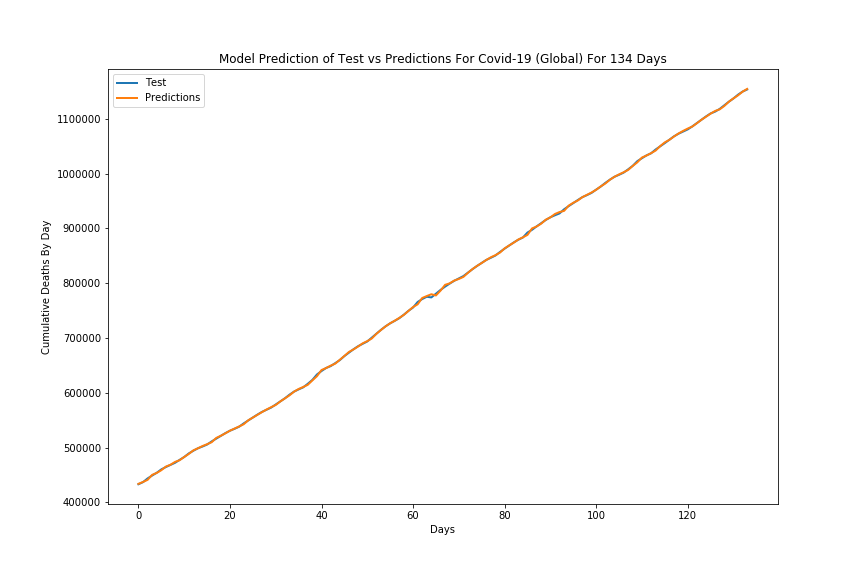 Model Prediction of Test vs Predictions For Covid-19 (Global) For 134 Days
Test
Predictions
1100000
1000000
900000
800000
700000
600000
500000
400000
Cumulative Deaths By Day
0 20 40 60 80 100 120
Days